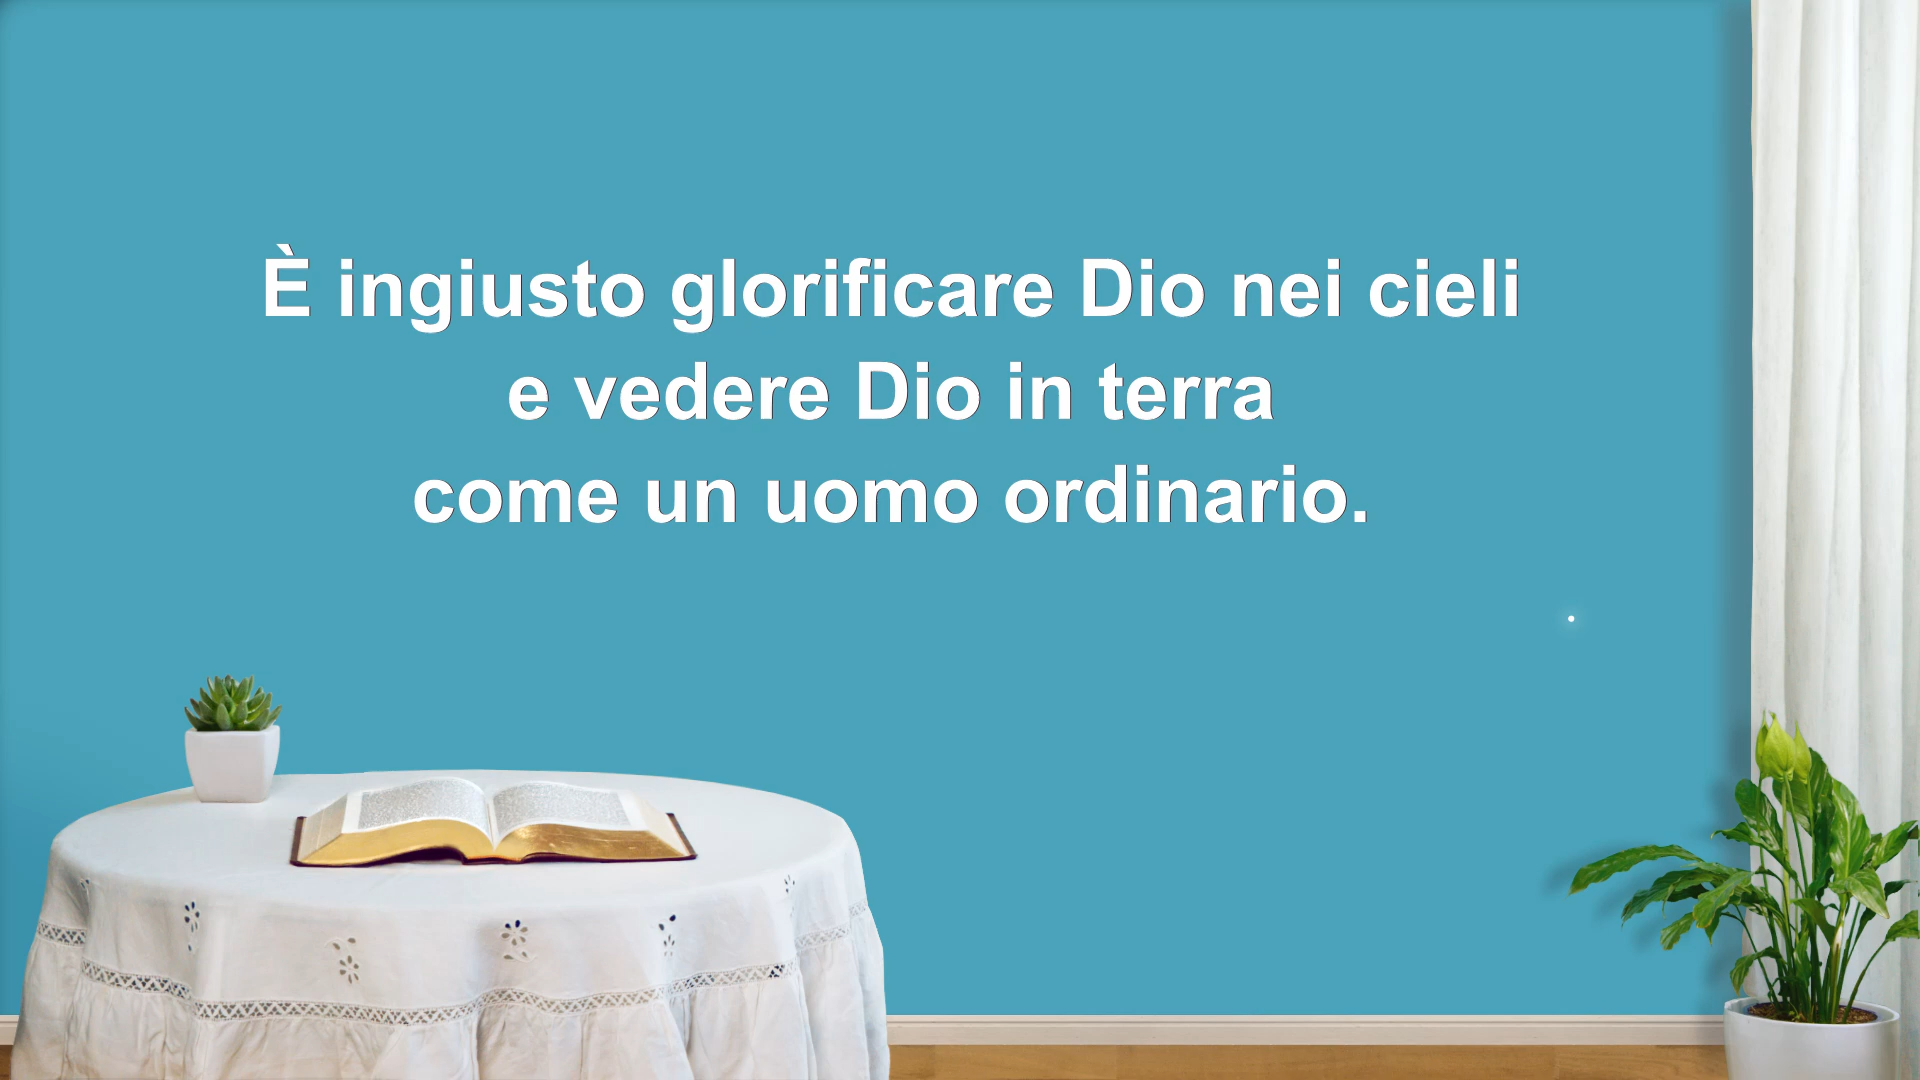 È ingiusto glorificare Dio nei cieli
e vedere Dio in terra
come un uomo ordinario.